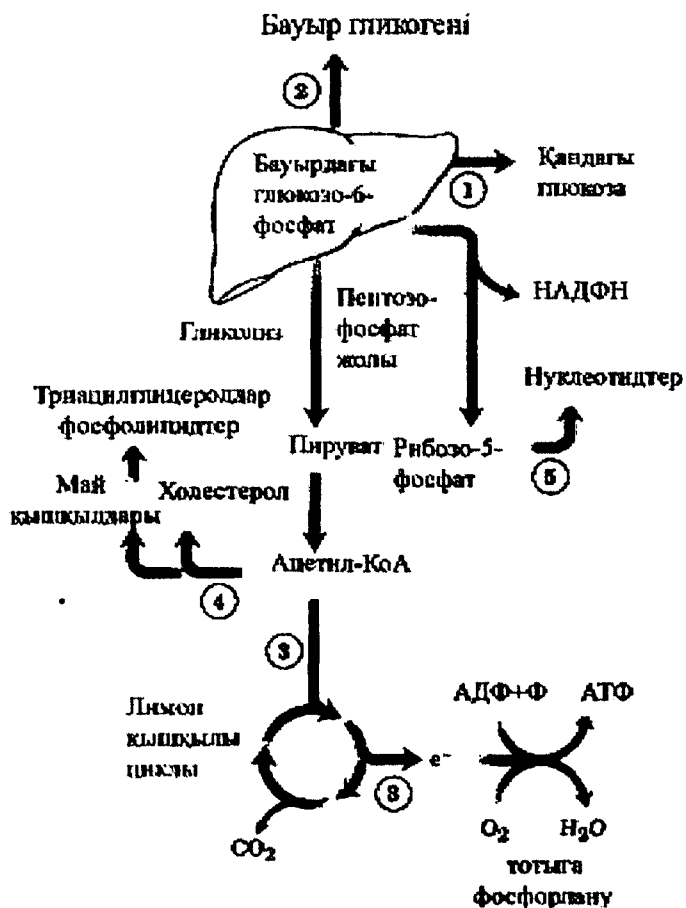 Бауыр гликогені
2
Бауырдағы
глюкозо-6-
фосфат
1
Қандағы
глюкоза
НАДФН
Гликолиз
Пентозо-
фосфат
жолы
Нуклеотидтер
Триацилглицеролдар
фосфолипидтер
Пируват
Рибозо-5-
фосфат
5
Май
қышқылдары
Холестерол
Ацетил-КоА
4
3
Лимон
қышқылы
циклы
АДФ+Ф
АТФ
e⁻
3
CO₂
O₂
H₂O
тотыға
фосфорлану